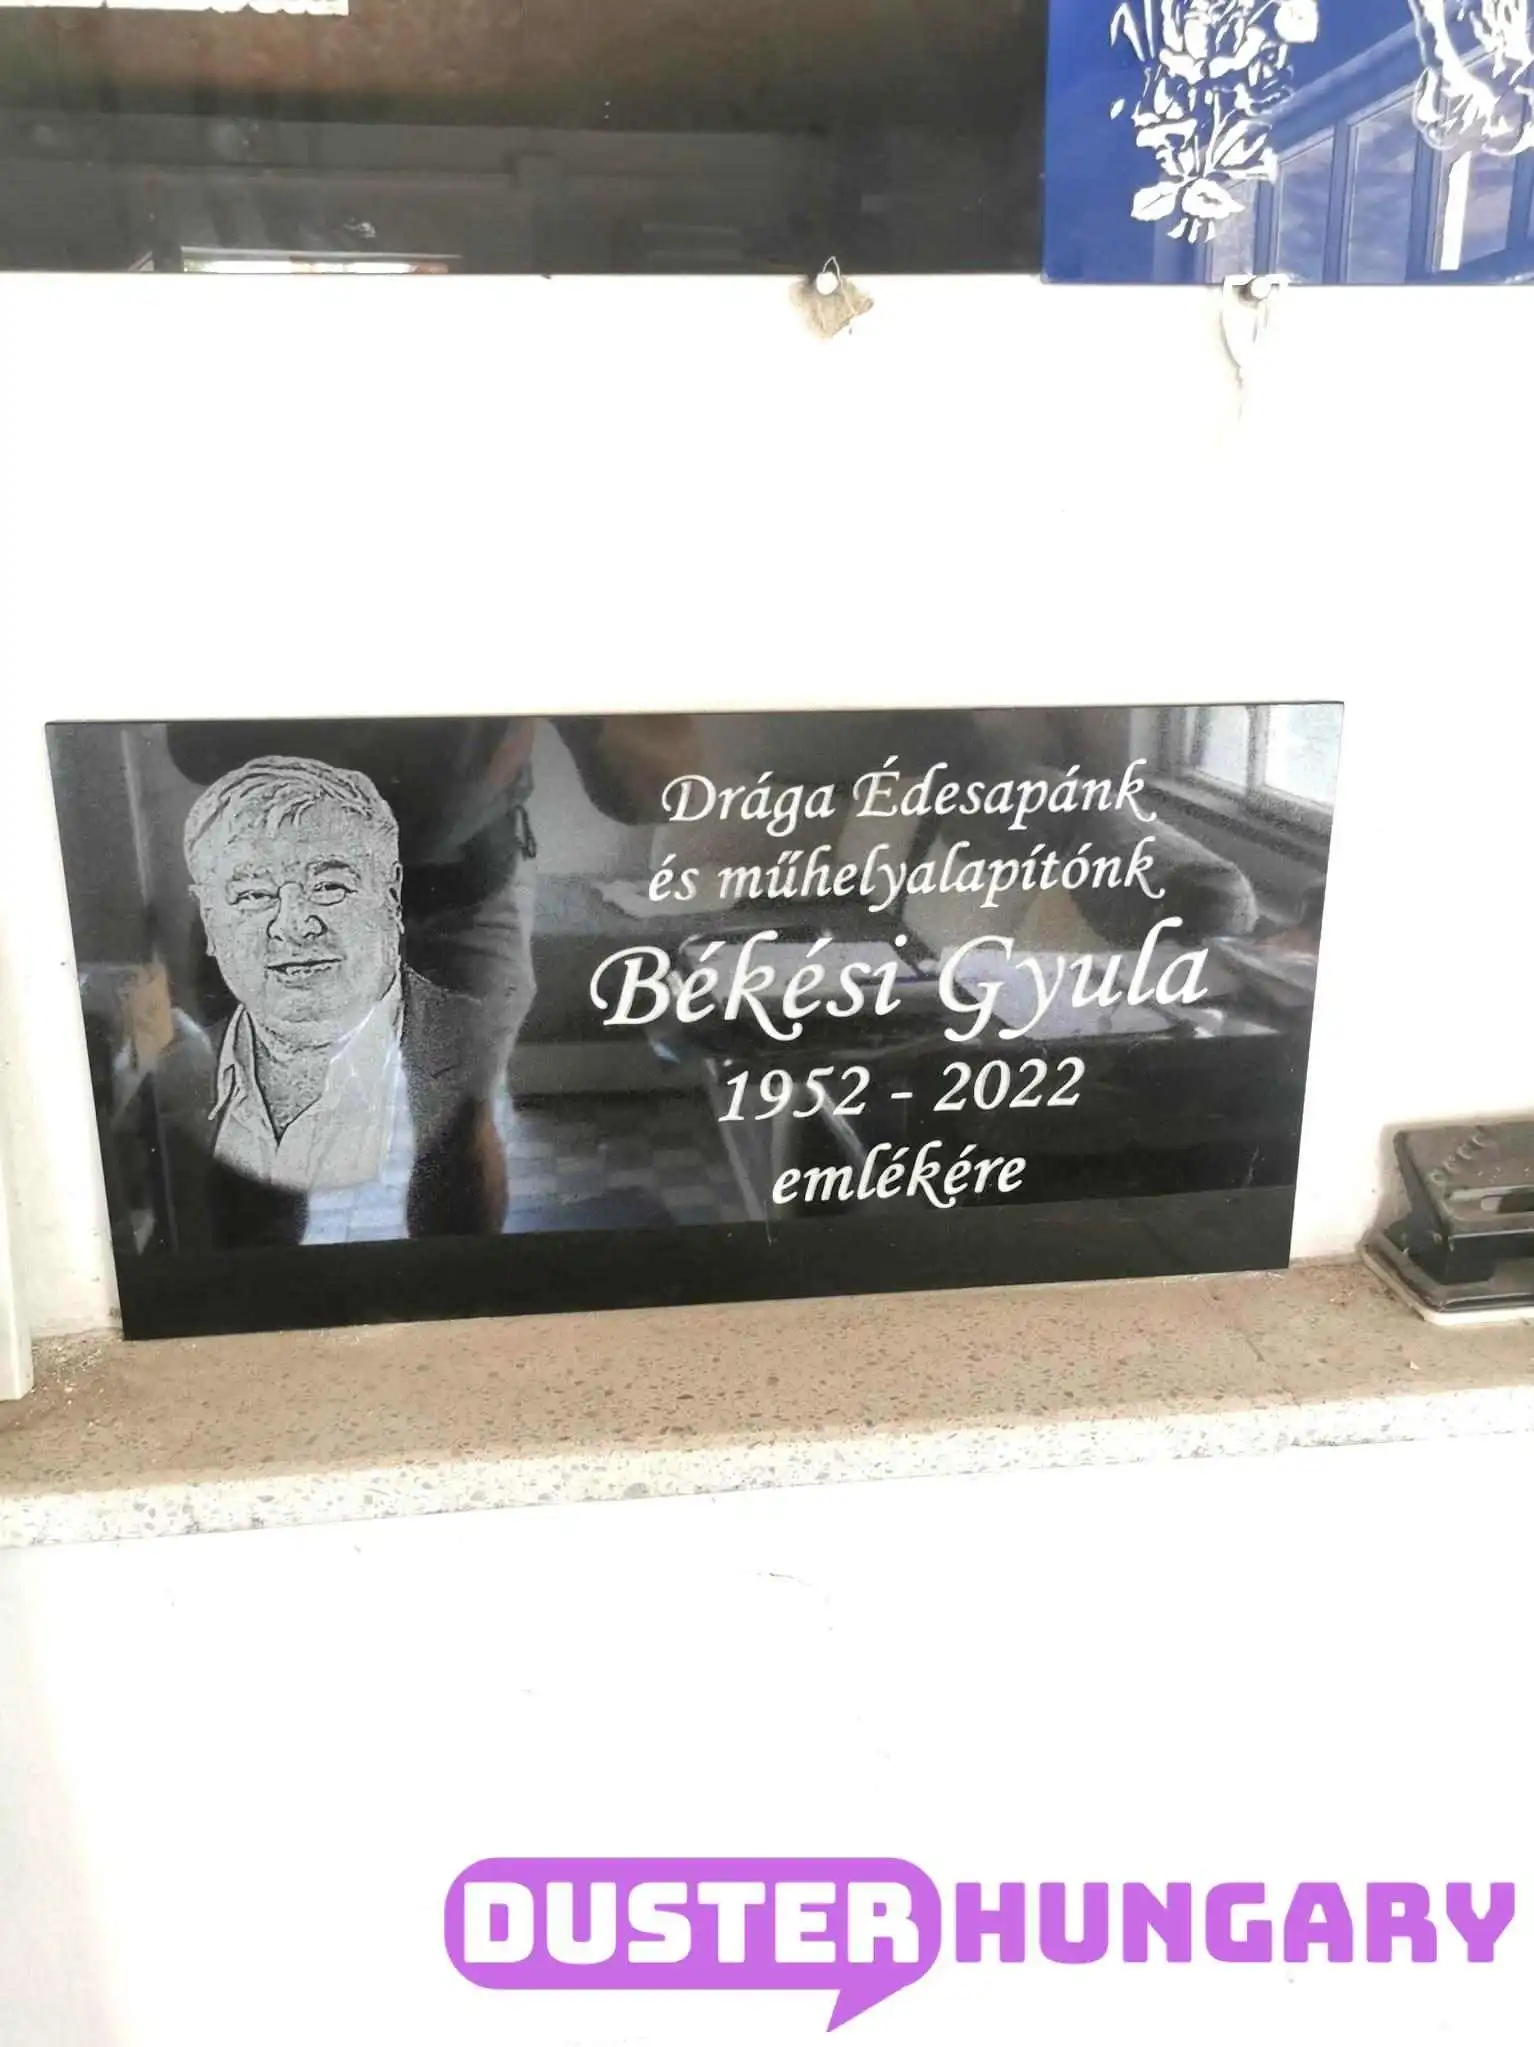 Drága Édesapánk
és műhelyalapítónk
Békési Gyula
1952 - 2022
emlékére
DUSTER HUNGARY